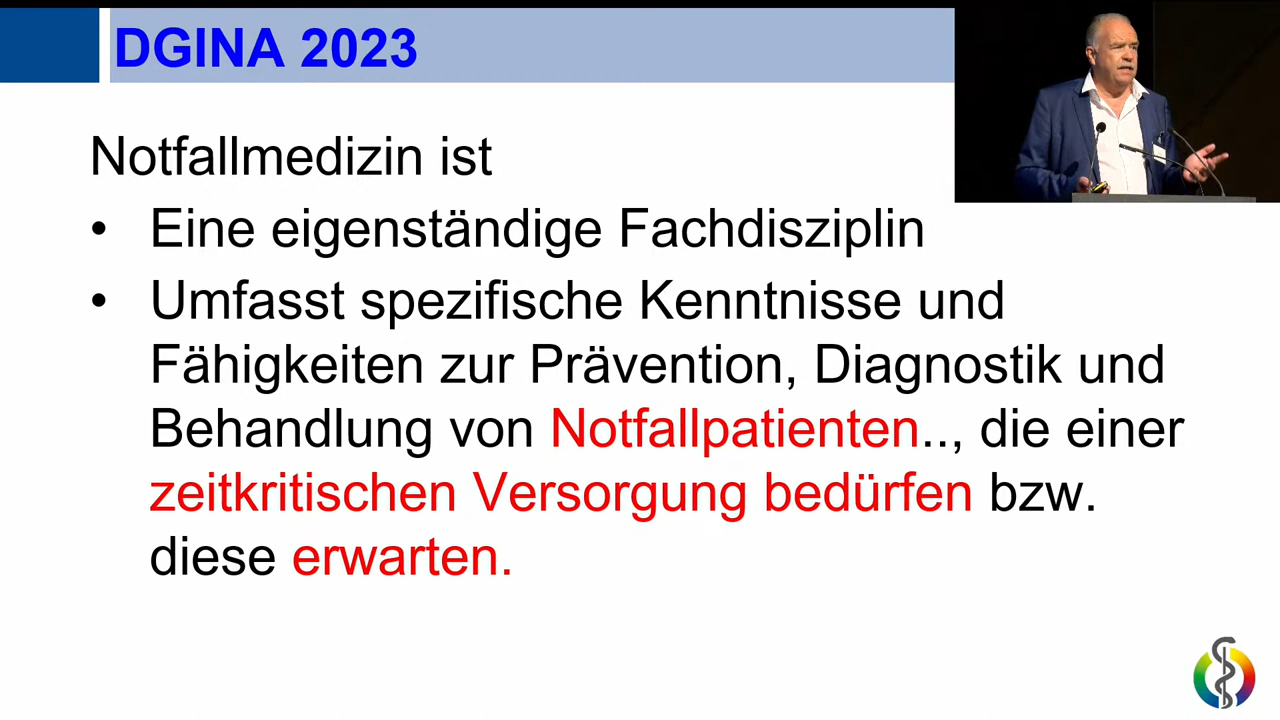 DGINA 2023
Notfallmedizin ist
• Eine eigenständige Fachdisziplin
• Umfasst spezifische Kenntnisse und
Fähigkeiten zur Prävention, Diagnostik und
Behandlung von Notfallpatienten.., die einer
zeitkritischen Versorgung bedürfen bzw.
diese erwarten.